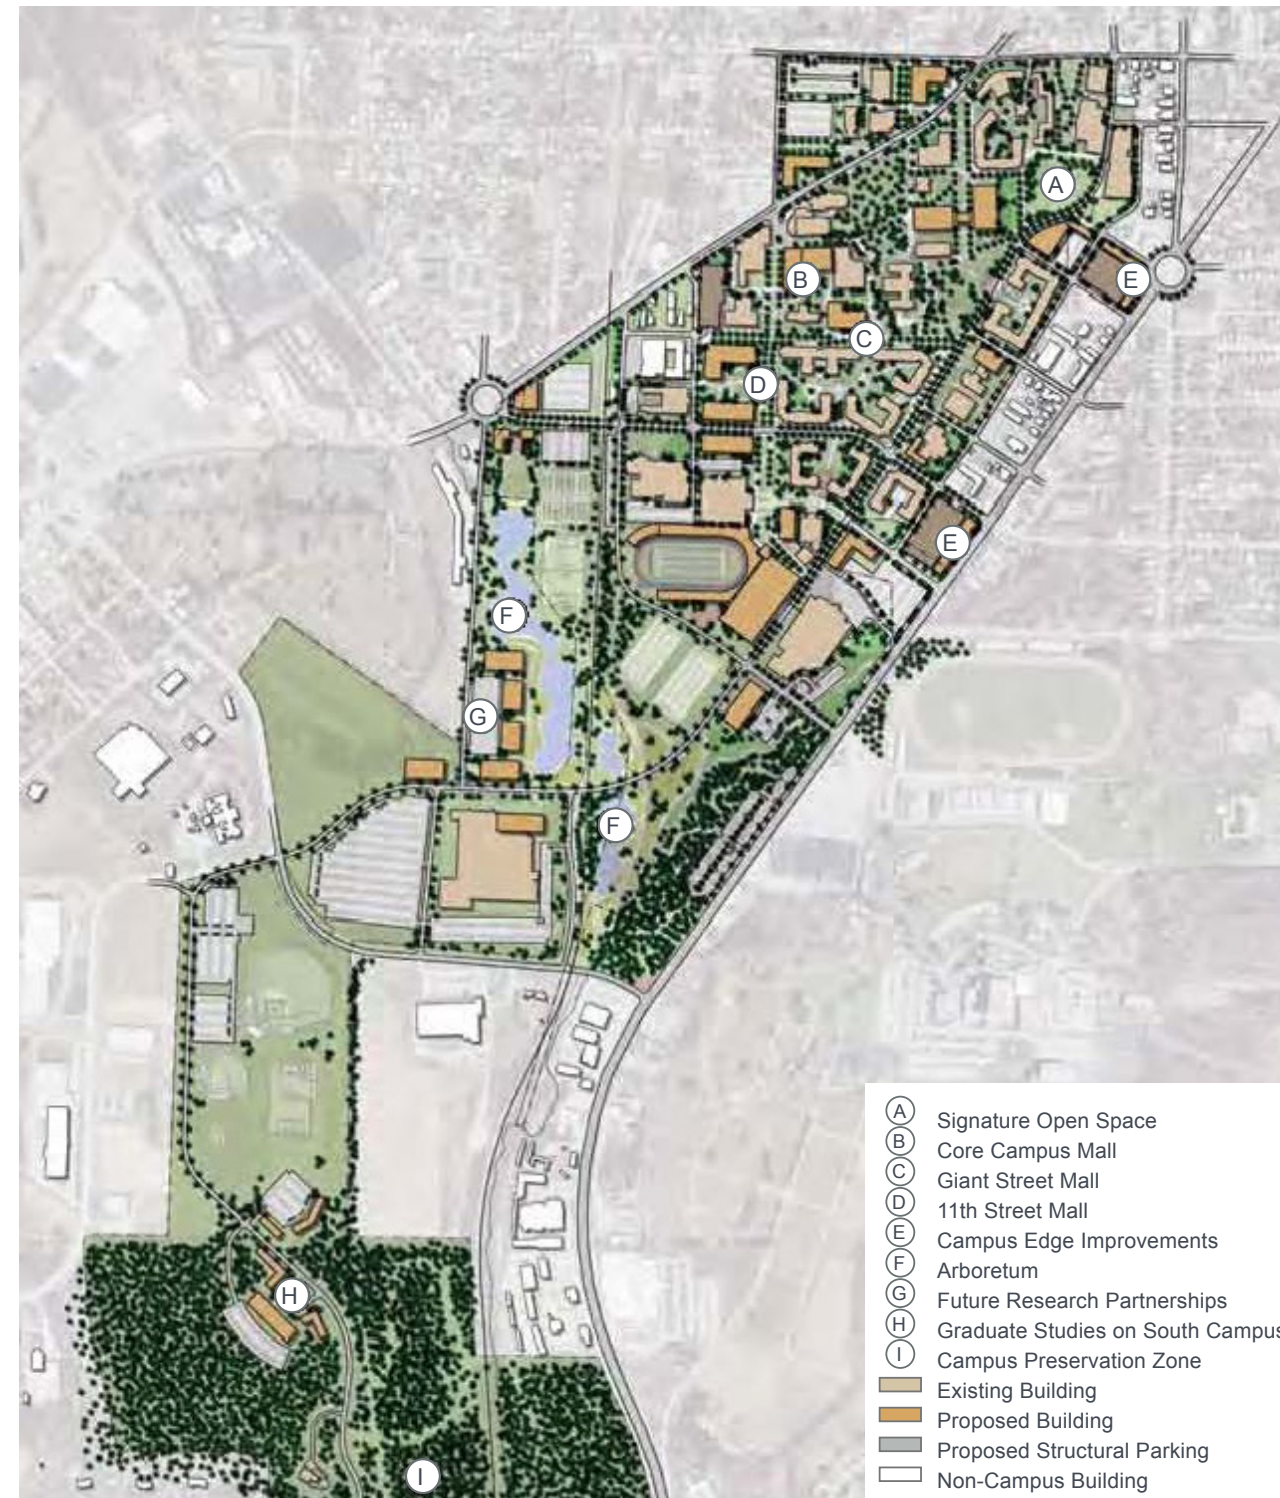 A
E
B
C
D
E
F
G
F
H
I
A Signature Open Space
B Core Campus Mall
C Giant Street Mall
D 11th Street Mall
E Campus Edge Improvements
F Arboretum
G Future Research Partnerships
H Graduate Studies on South Campus
I Campus Preservation Zone
Existing Building
Proposed Building
Proposed Structural Parking
Non-Campus Building